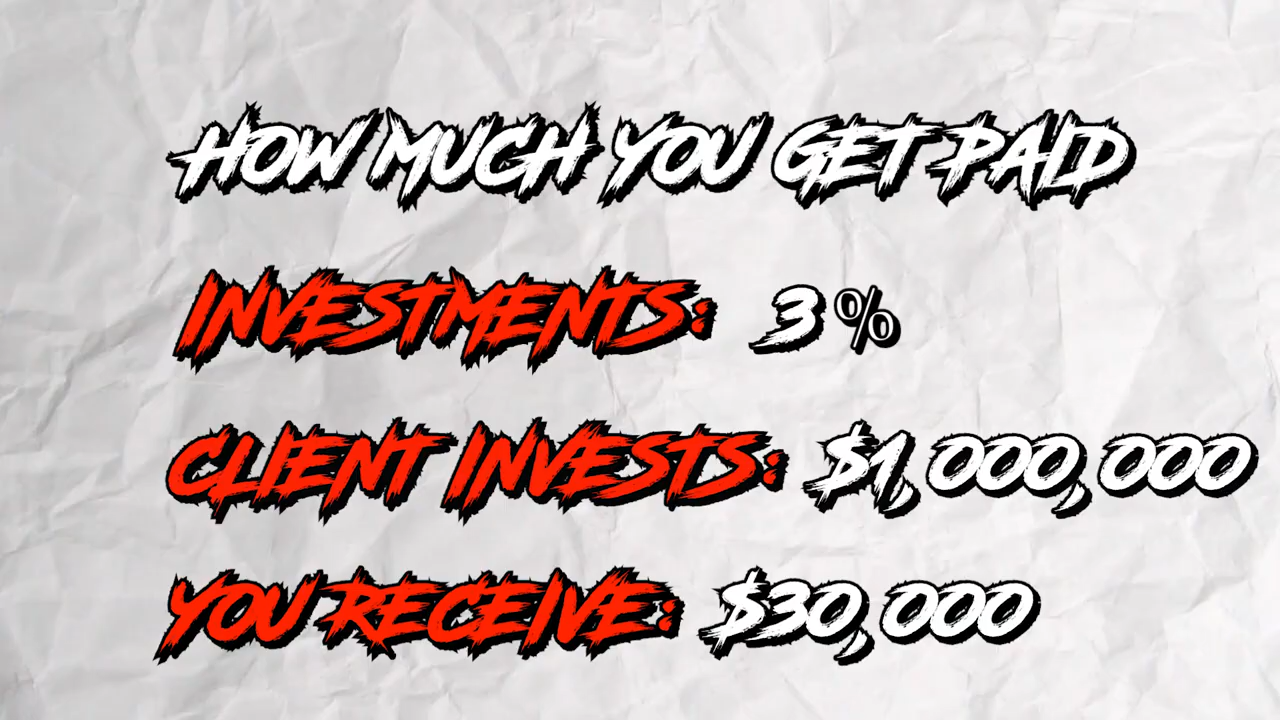 HOW MUCH YOU GET PAID
INVESTMENTS: 3%
CLIENT INVESTS: $1,000,000
YOU RECEIVE: $30,000